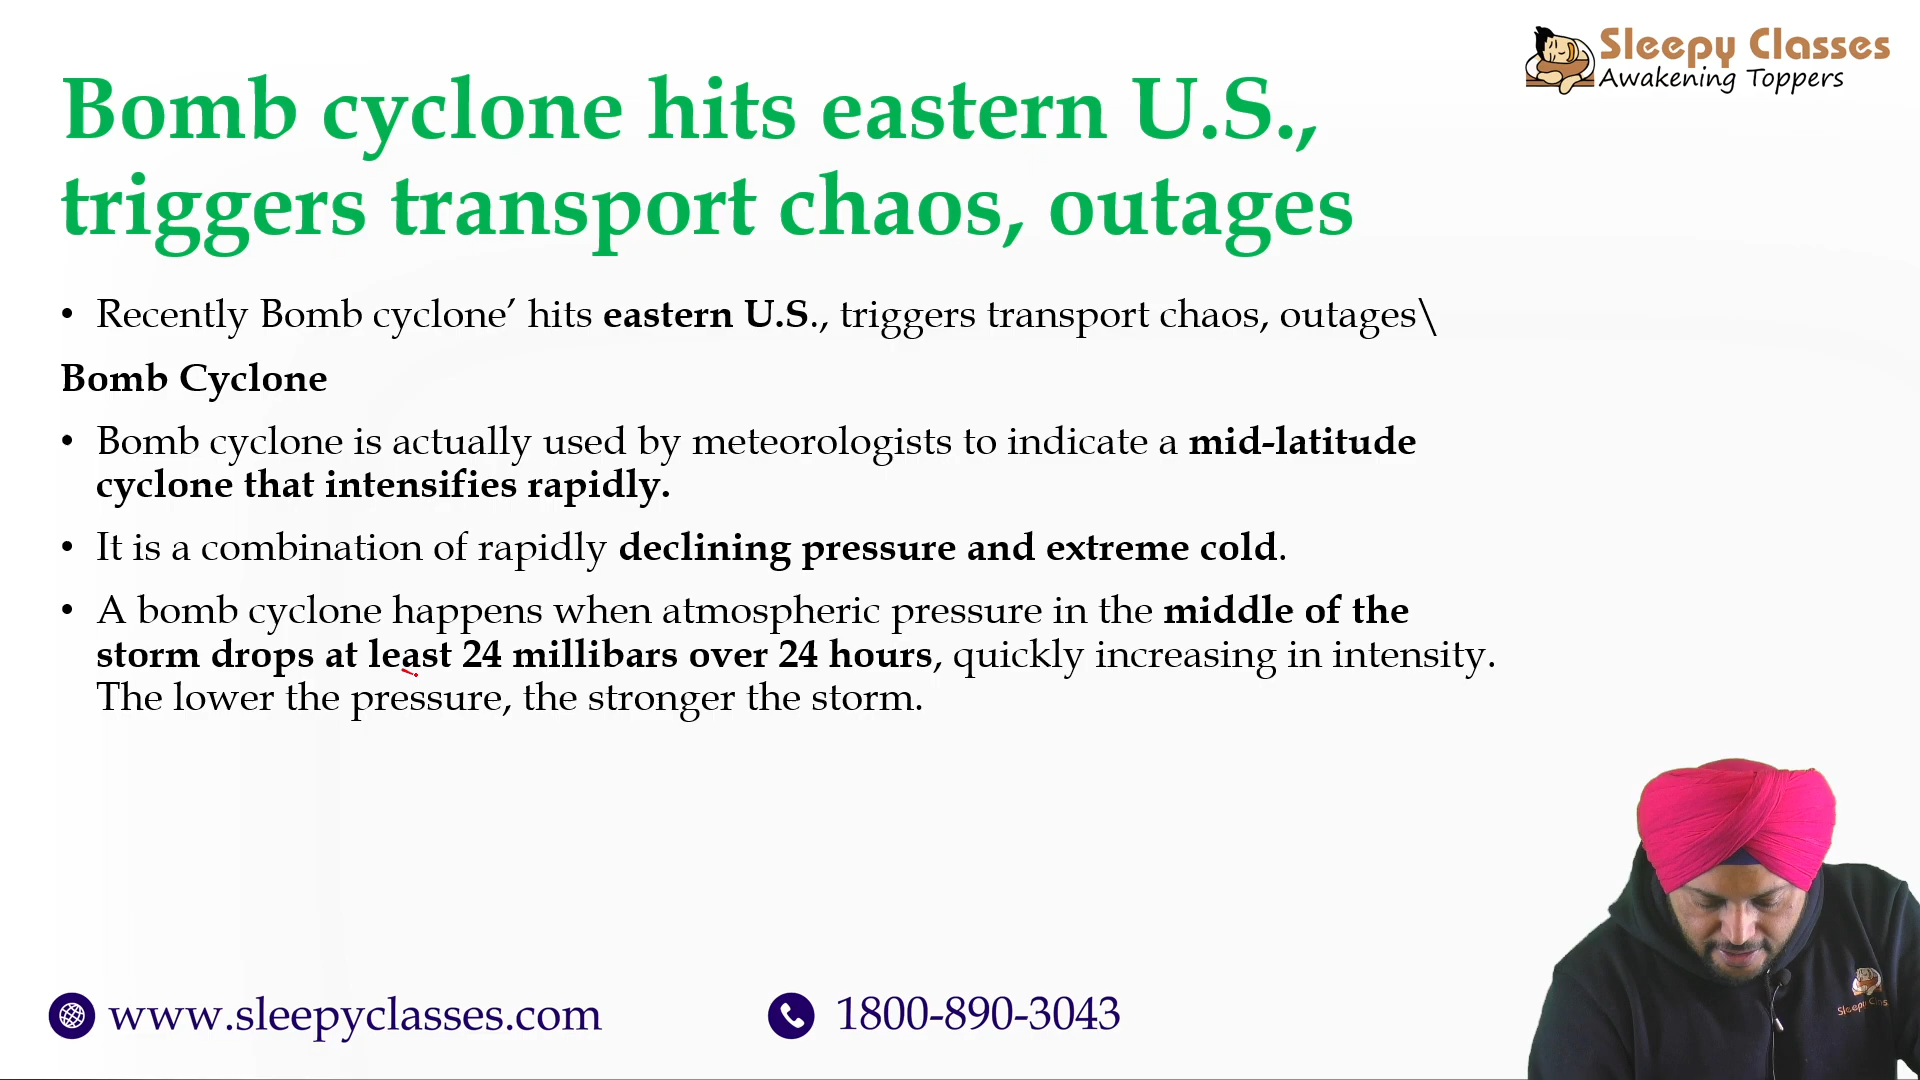 Sleepy Classes
Awakening Toppers
Bomb cyclone hits eastern U.S.,
triggers transport chaos, outages
• Recently Bomb cyclone’ hits eastern U.S., triggers transport chaos, outages\
Bomb Cyclone
• Bomb cyclone is actually used by meteorologists to indicate a mid-latitude
cyclone that intensifies rapidly.
• It is a combination of rapidly declining pressure and extreme cold.
• A bomb cyclone happens when atmospheric pressure in the middle of the
storm drops at least 24 millibars over 24 hours, quickly increasing in intensity.
The lower the pressure, the stronger the storm.
www.sleepyclasses.com
1800-890-3043